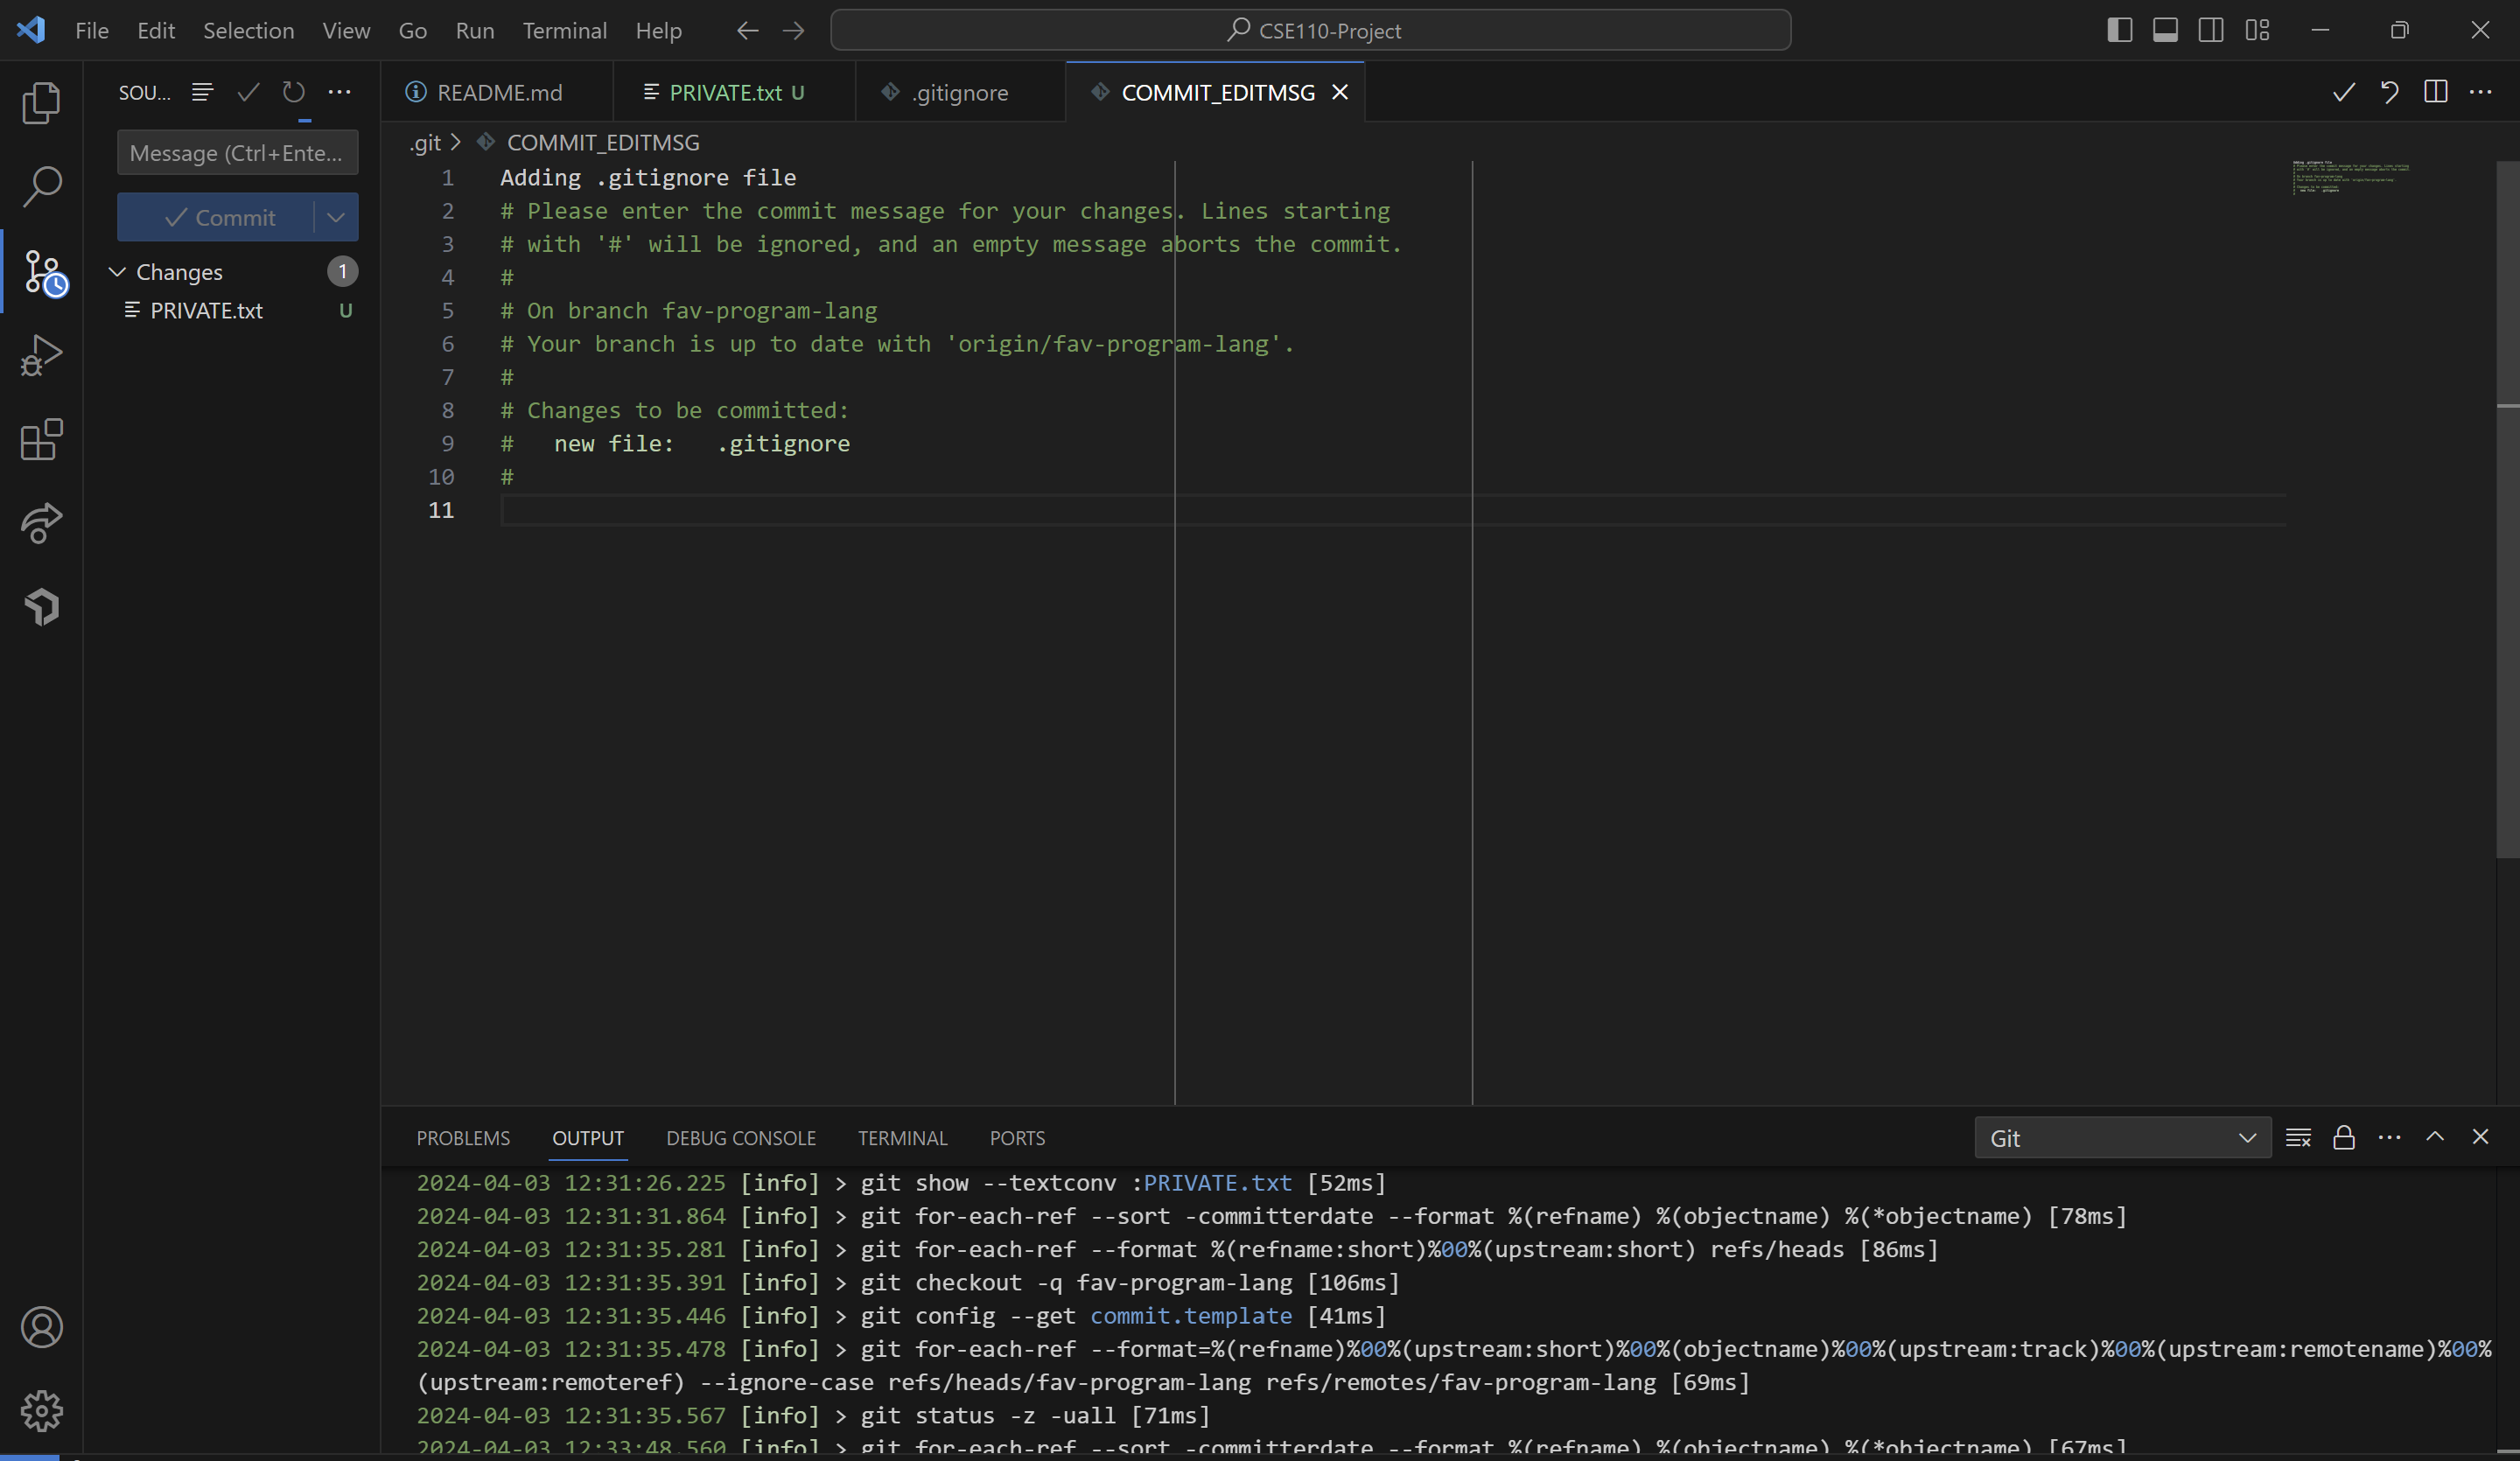 File Edit Selection View Go Run Terminal Help CSE110-Project
SOU...
README.md PRIVATE.txt U .gitignore COMMIT_EDITMSG
Message (Ctrl+Ente...
Commit
Changes 1
PRIVATE.txt U
.git > COMMIT_EDITMSG
1 Adding .gitignore file
2 # Please enter the commit message for your changes. Lines starting
3 # with '#' will be ignored, and an empty message aborts the commit.
4 #
5 # On branch fav-program-lang
6 # Your branch is up to date with 'origin/fav-program-lang'.
7 #
8 # Changes to be committed:
9 #   new file:   .gitignore
10 #
11
PROBLEMS OUTPUT DEBUG CONSOLE TERMINAL PORTS Git
2024-04-03 12:31:26.225 [info] > git show --textconv :PRIVATE.txt [52ms]
2024-04-03 12:31:31.864 [info] > git for-each-ref --sort -committerdate --format %(refname) %(objectname) %(*objectname) [78ms]
2024-04-03 12:31:35.281 [info] > git for-each-ref --format %(refname:short)%00%(upstream:short) refs/heads [86ms]
2024-04-03 12:31:35.391 [info] > git checkout -q fav-program-lang [106ms]
2024-04-03 12:31:35.446 [info] > git config --get commit.template [41ms]
2024-04-03 12:31:35.478 [info] > git for-each-ref --format=%(refname)%00%(upstream:short)%00%(objectname)%00%(upstream:track)%00%(upstream:remotename)%00%
(upstream:remoteref) --ignore-case refs/heads/fav-program-lang refs/remotes/fav-program-lang [69ms]
2024-04-03 12:31:35.567 [info] > git status -z -uall [71ms]
2024-04-03 12:33:48.560 [info] > git for-each-ref --sort -committerdate --format %(refname) %(objectname) %(*objectname) [67ms]